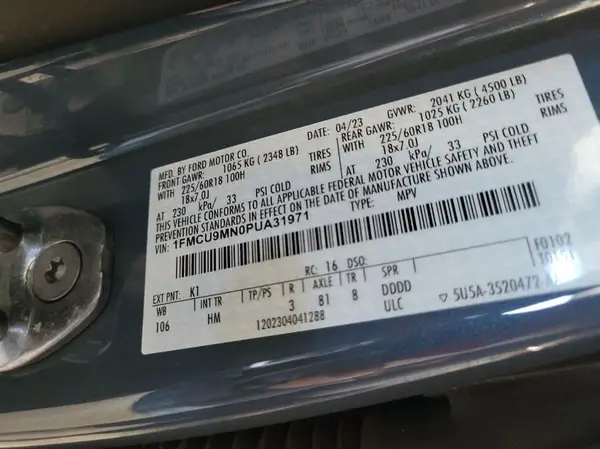 MFD. BY FORD MOTOR CO.
DATE: 04/23
GVWR: 2041 KG ( 4500 LB)
FRONT GAWR: 1065 KG ( 2348 LB)
REAR GAWR: 1025 KG ( 2260 LB)
WITH 225/60R18 100H TIRES
18x7.0J RIMS
AT 230 kPa/ 33 PSI COLD
WITH 225/60R18 100H TIRES
18x7.0J RIMS
AT 230 kPa/ 33 PSI COLD
THIS VEHICLE CONFORMS TO ALL APPLICABLE FEDERAL MOTOR VEHICLE SAFETY AND THEFT
PREVENTION STANDARDS IN EFFECT ON THE DATE OF MANUFACTURE SHOWN ABOVE.
1FMCU9MN0PUA31971
TYPE: MPV
EXT PNT: K1 RC: 16 DSO: F0102
WB INT TR TP/PS R AXLE TR SPR
106 HM 3 81 8 DDDD
1202304041288 ULC
5U5A-3520472